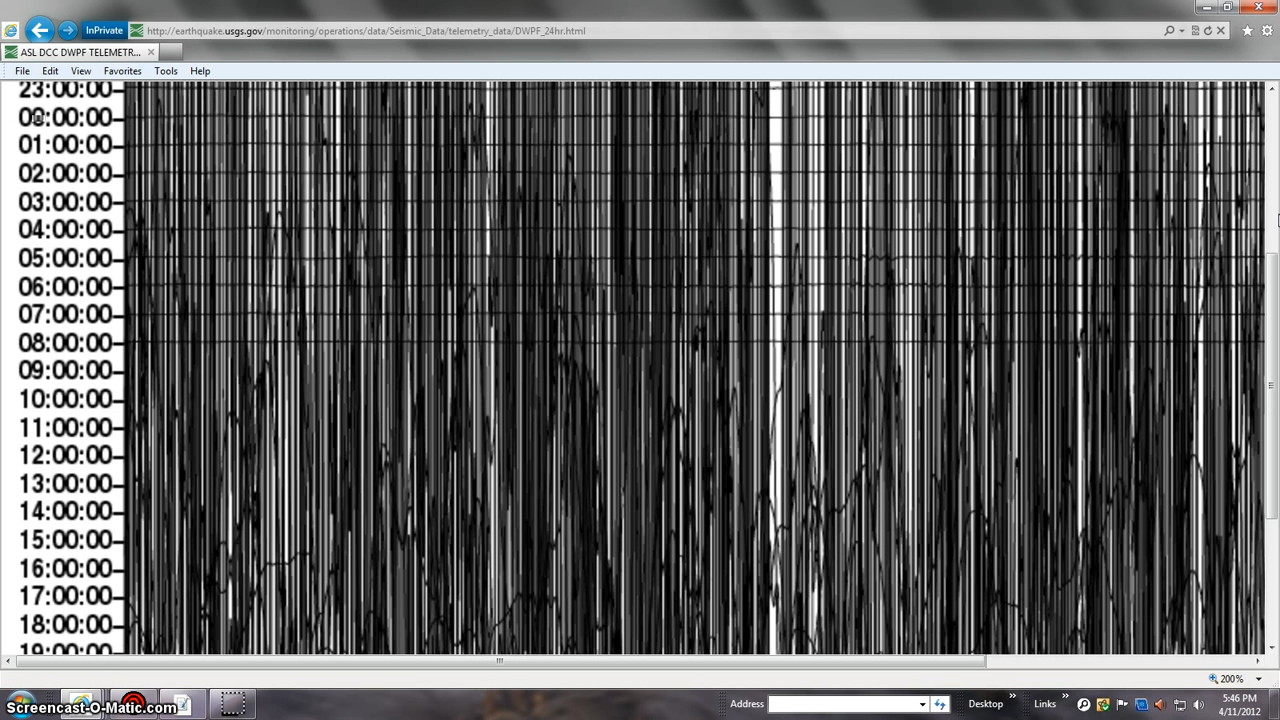 InPrivate
http://earthquake.usgs.gov/monitoring/operations/data/Seismic_Data/telemetry_data/DWPF_24hr.html
ASL DCC DWPF TELEMETR...
File Edit View Favorites Tools Help
23:00:00
00:00:00
01:00:00
02:00:00
03:00:00
04:00:00
05:00:00
06:00:00
07:00:00
08:00:00
09:00:00
10:00:00
11:00:00
12:00:00
13:00:00
14:00:00
15:00:00
16:00:00
17:00:00
18:00:00
19:00:00
200%
Screencast-O-Matic.com
Address
Desktop
Links
5:46 PM
4/11/2012